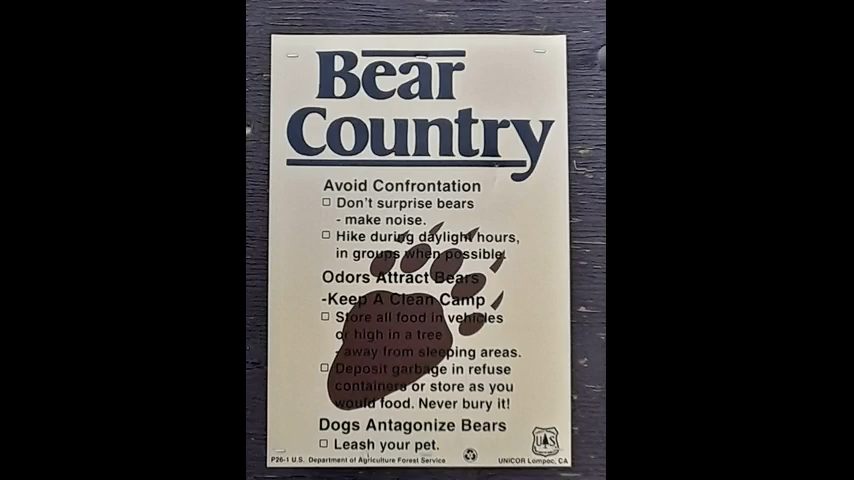 Bear
Country
Avoid Confrontation
Don't surprise bears
- make noise.
Hike during daylight hours,
in groups when possible.
Odors Attract Bears
-Keep A Clean Camp
Store all food in vehicles
or high in a tree
- away from sleeping areas.
Deposit garbage in refuse
containers or store as you
would food. Never bury it!
Dogs Antagonize Bears
Leash your pet.
UAS
P26-1 U.S. Department of Agriculture Forest Service
UNICOR Lompoc, CA